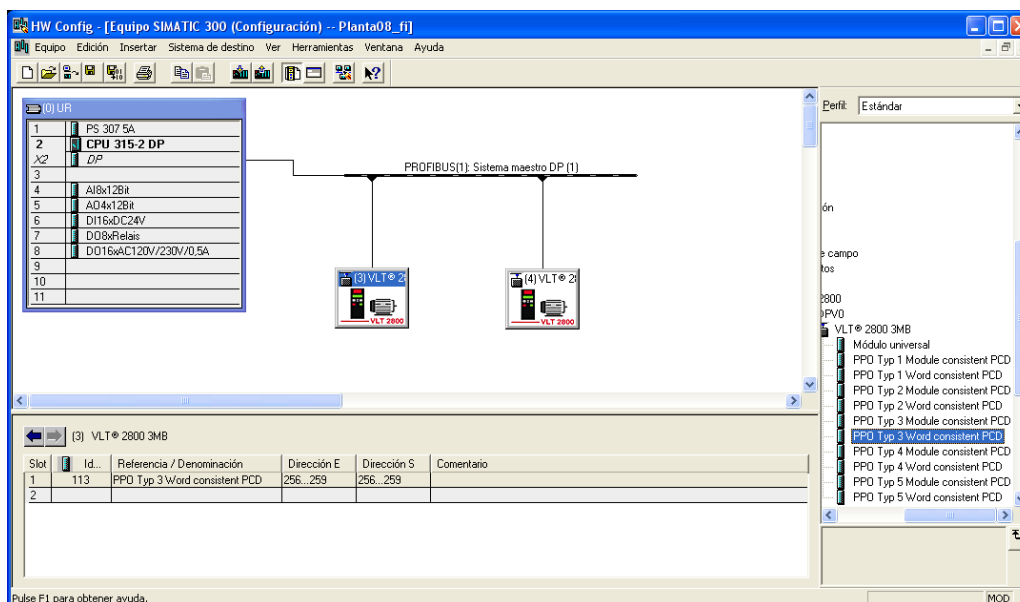 HW Config - [Equipo SIMATIC 300 (Configuración) -- Planta08_fi]
Equipo Edición Insertar Sistema de destino Ver Herramientas Ventana Ayuda
(0) UR
1 PS 307 5A
2 CPU 315-2 DP
X2 DP
3
4 AI8x12Bit
5 AO4x12Bit
6 DI16xDC24V
7 DO8xRelais
8 DO16xAC120V/230V/0,5A
9
10
11
PROFIBUS(1): Sistema maestro DP (1)
(3) VLT® 28
VLT 2800
(4) VLT® 28
VLT 2800
Perfil: Estándar
ón
e campo
tos
2800
DPV0
VLT® 2800 3MB
Módulo universal
PPO Typ 1 Module consistent PCD
PPO Typ 1 Word consistent PCD
PPO Typ 2 Module consistent PCD
PPO Typ 2 Word consistent PCD
PPO Typ 3 Module consistent PCD
PPO Typ 3 Word consistent PCD
PPO Typ 4 Module consistent PCD
PPO Typ 4 Word consistent PCD
PPO Typ 5 Module consistent PCD
PPO Typ 5 Word consistent PCD
(3) VLT® 2800 3MB
Slot Id... Referencia / Denominación Dirección E Dirección S Comentario
1 113 PPO Typ 3 Word consistent PCD 256...259 256...259
2
Pulse F1 para obtener ayuda.
MOD